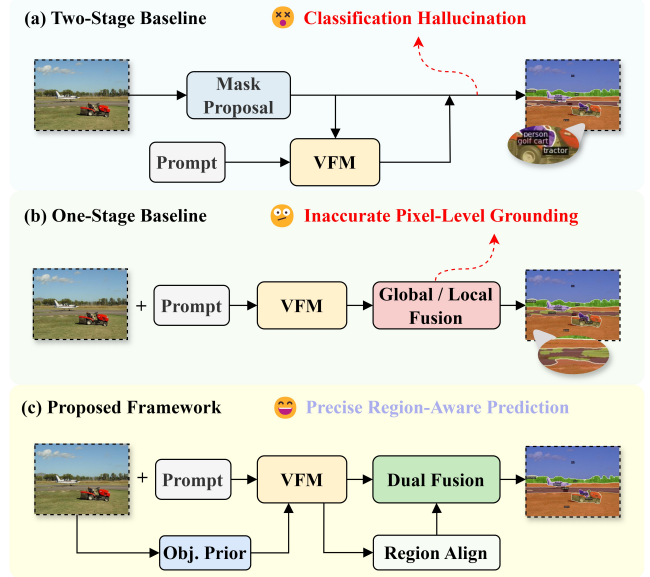 (a) Two-Stage Baseline
Classification Hallucination
Mask
Proposal
Prompt
VFM
person
golf cart
tractor
(b) One-Stage Baseline
Inaccurate Pixel-Level Grounding
+
Prompt
VFM
Global / Local
Fusion
(c) Proposed Framework
Precise Region-Aware Prediction
+
Prompt
VFM
Dual Fusion
Obj. Prior
Region Align